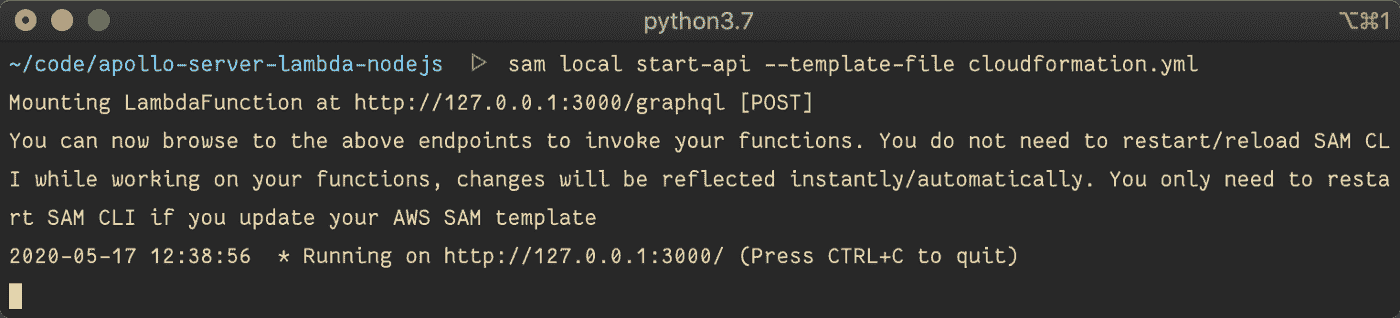 python3.7
⌥⌘1
~/code/apollo-server-lambda-nodejs ▷ sam local start-api --template-file cloudformation.yml
Mounting LambdaFunction at http://127.0.0.1:3000/graphql [POST]
You can now browse to the above endpoints to invoke your functions. You do not need to restart/reload SAM CL
I while working on your functions, changes will be reflected instantly/automatically. You only need to resta
rt SAM CLI if you update your AWS SAM template
2020-05-17 12:38:56  * Running on http://127.0.0.1:3000/ (Press CTRL+C to quit)